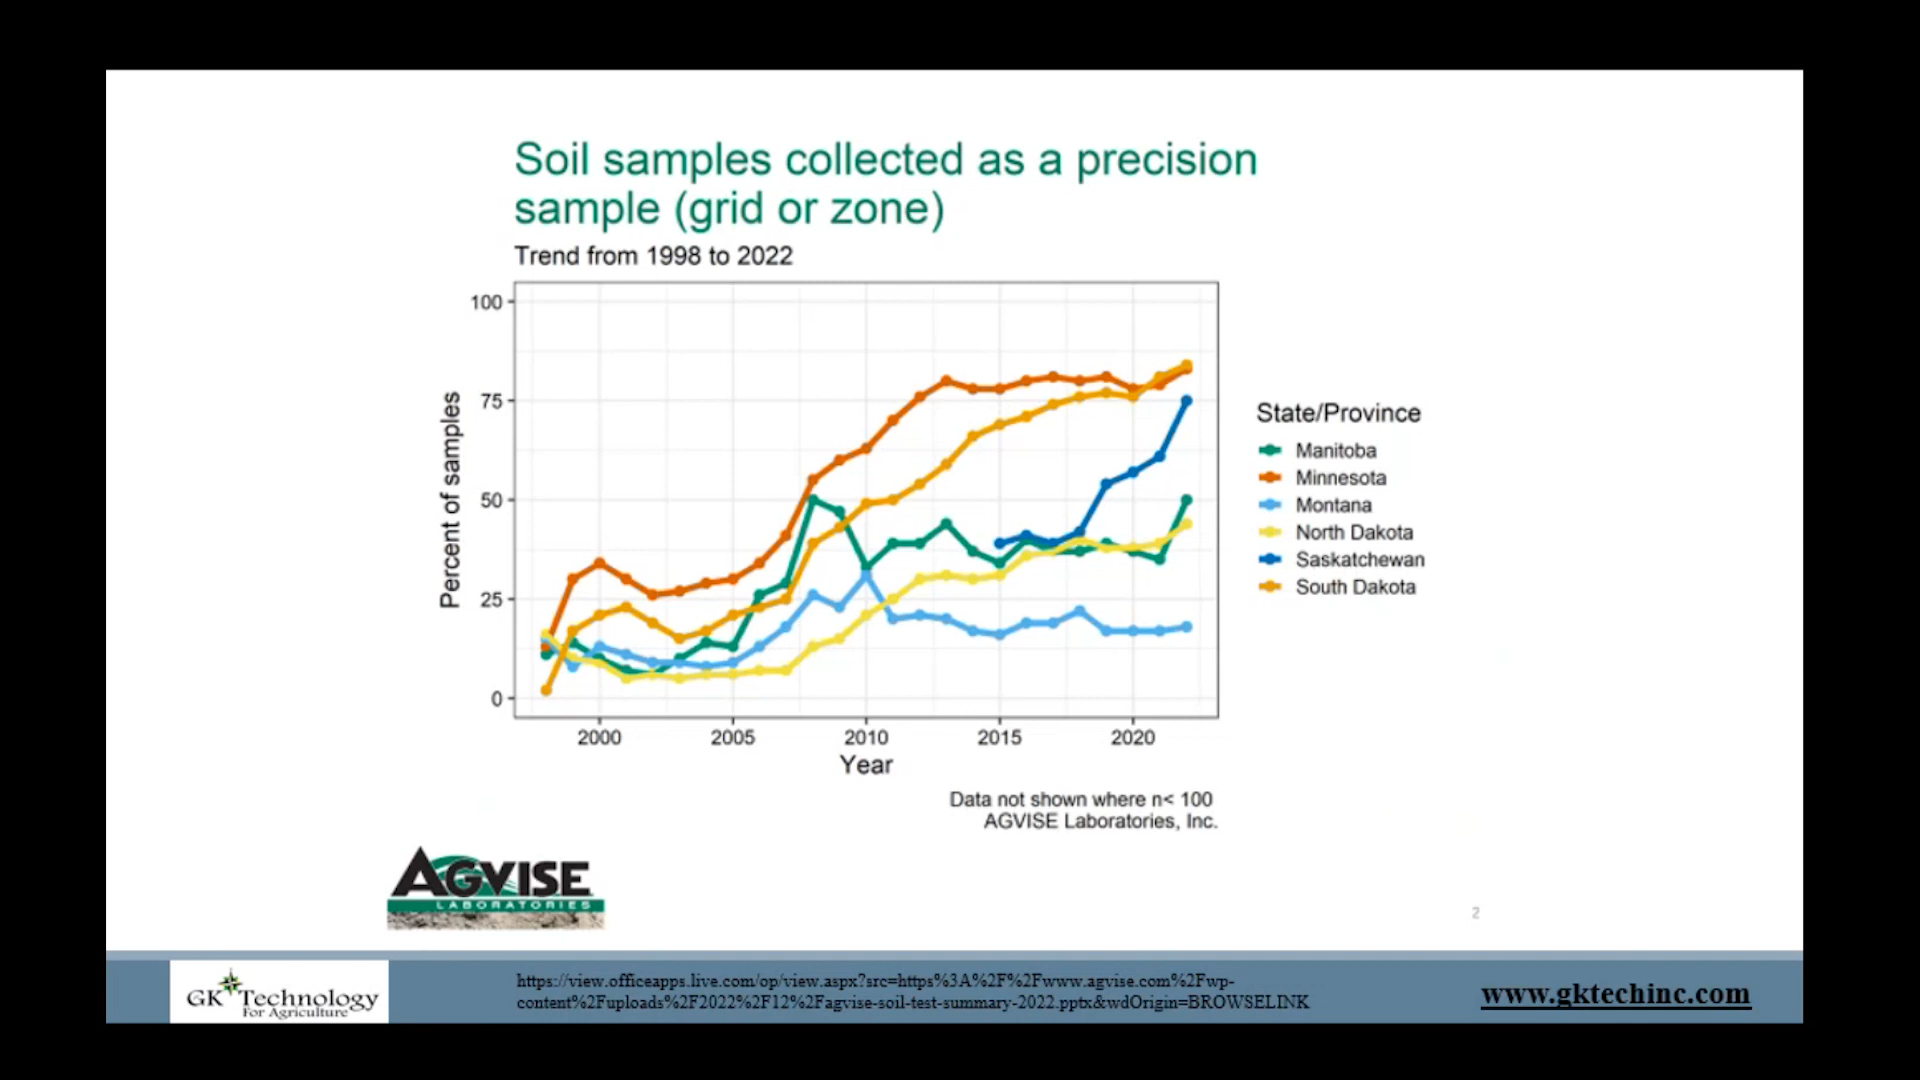 Soil samples collected as a precision
sample (grid or zone)
Trend from 1998 to 2022
100
75
50
25
0
Percent of samples
2000
2005
2010
2015
2020
Year
State/Province
Manitoba
Minnesota
Montana
North Dakota
Saskatchewan
South Dakota
Data not shown where n< 100
AGVISE Laboratories, Inc.
AGVISE
LABORATORIES
2
GK Technology
For Agriculture
https://view.officeapps.live.com/op/view.aspx?src=https%3A%2F%2Fwww.agvise.com%2Fwp-
content%2Fuploads%2F2022%2F12%2Fagvise-soil-test-summary-2022.pptx&wdOrigin=BROWSELINK
www.gktechinc.com